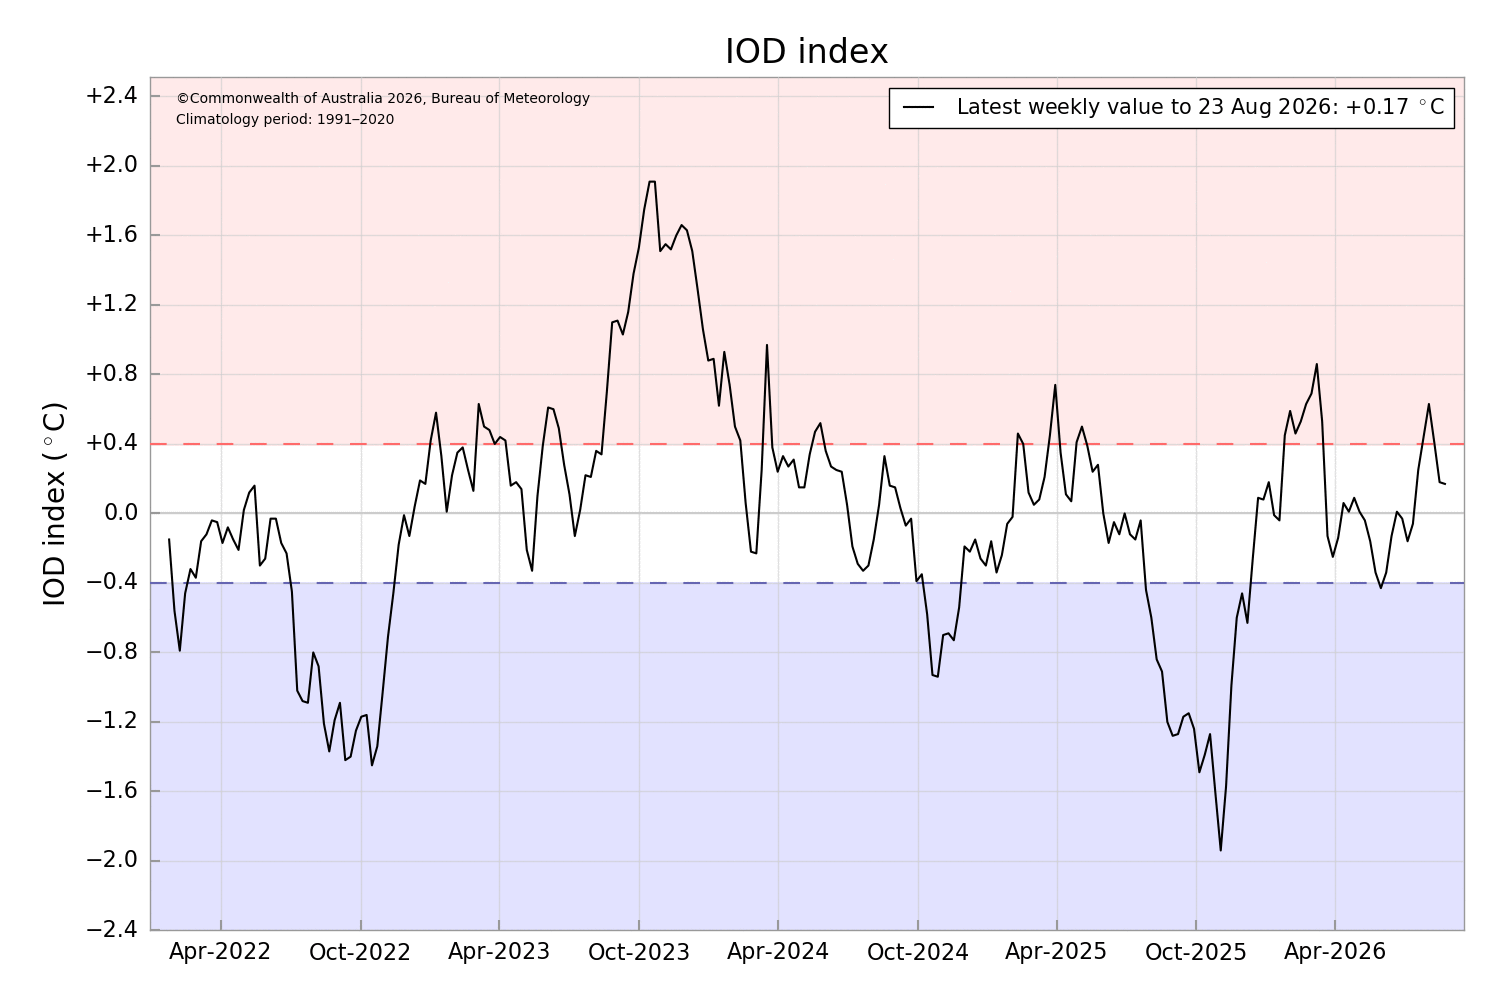 IOD index
©Commonwealth of Australia 2026, Bureau of Meteorology
Climatology period: 1991–2020
Latest weekly value to 23 Aug 2026: +0.17 °C
IOD index (°C)
+2.4
+2.0
+1.6
+1.2
+0.8
+0.4
0.0
−0.4
−0.8
−1.2
−1.6
−2.0
−2.4
Apr-2022 Oct-2022 Apr-2023 Oct-2023 Apr-2024 Oct-2024 Apr-2025 Oct-2025 Apr-2026